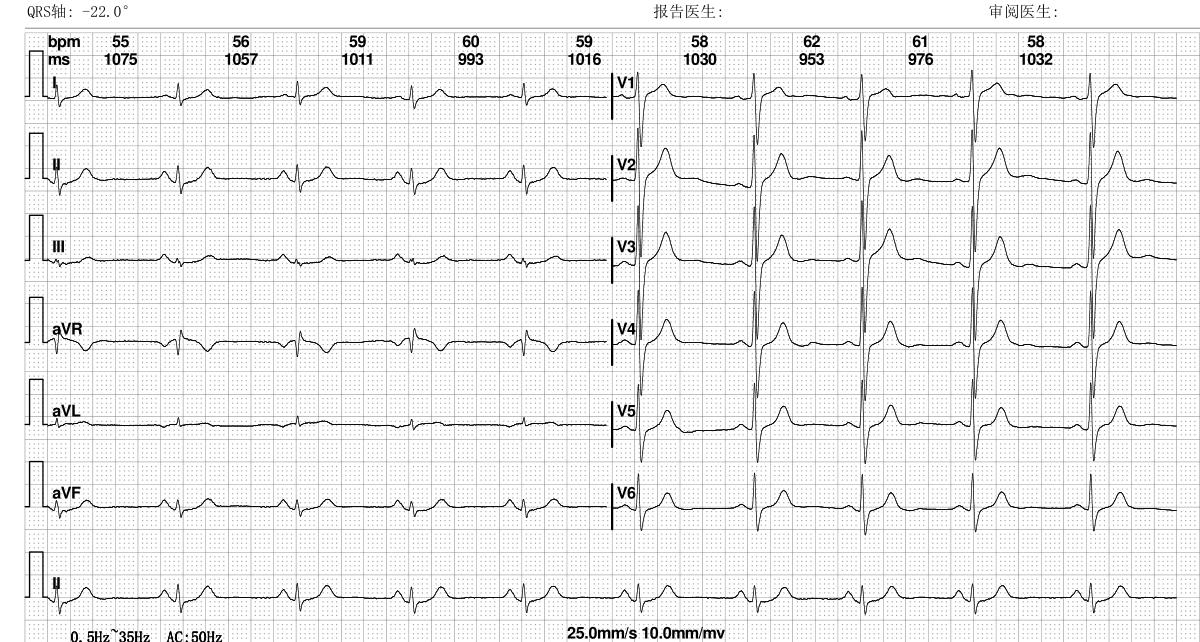 QRS轴: -22.0° 报告医生: 审阅医生:
bpm 55 56 59 60 59 58 62 61 58
ms 1075 1057 1011 993 1016 1030 953 976 1032
I V1
II V2
III V3
aVR V4
aVL V5
aVF V6
II
0.5Hz~35Hz AC:50Hz 25.0mm/s 10.0mm/mv